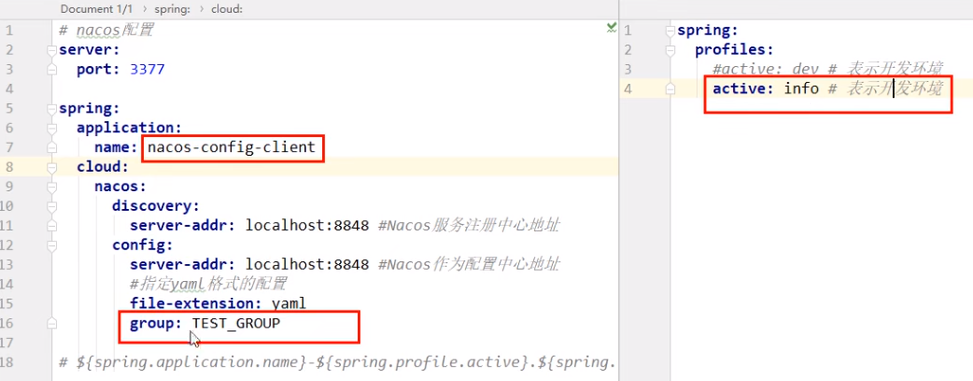 Document 1/1 › spring: › cloud:
1 # nacos配置
2 server:
3 port: 3377
4
5 spring:
6 application:
7 name: nacos-config-client
8 cloud:
9 nacos:
10 discovery:
11 server-addr: localhost:8848 #Nacos服务注册中心地址
12 config:
13 server-addr: localhost:8848 #Nacos作为配置中心地址
14 #指定yaml格式的配置
15 file-extension: yaml
16 group: TEST_GROUP
17
18 # ${spring.application.name}-${spring.profile.active}.${spring.
1 spring:
2 profiles:
3 #active: dev # 表示开发环境
4 active: info # 表示开发环境